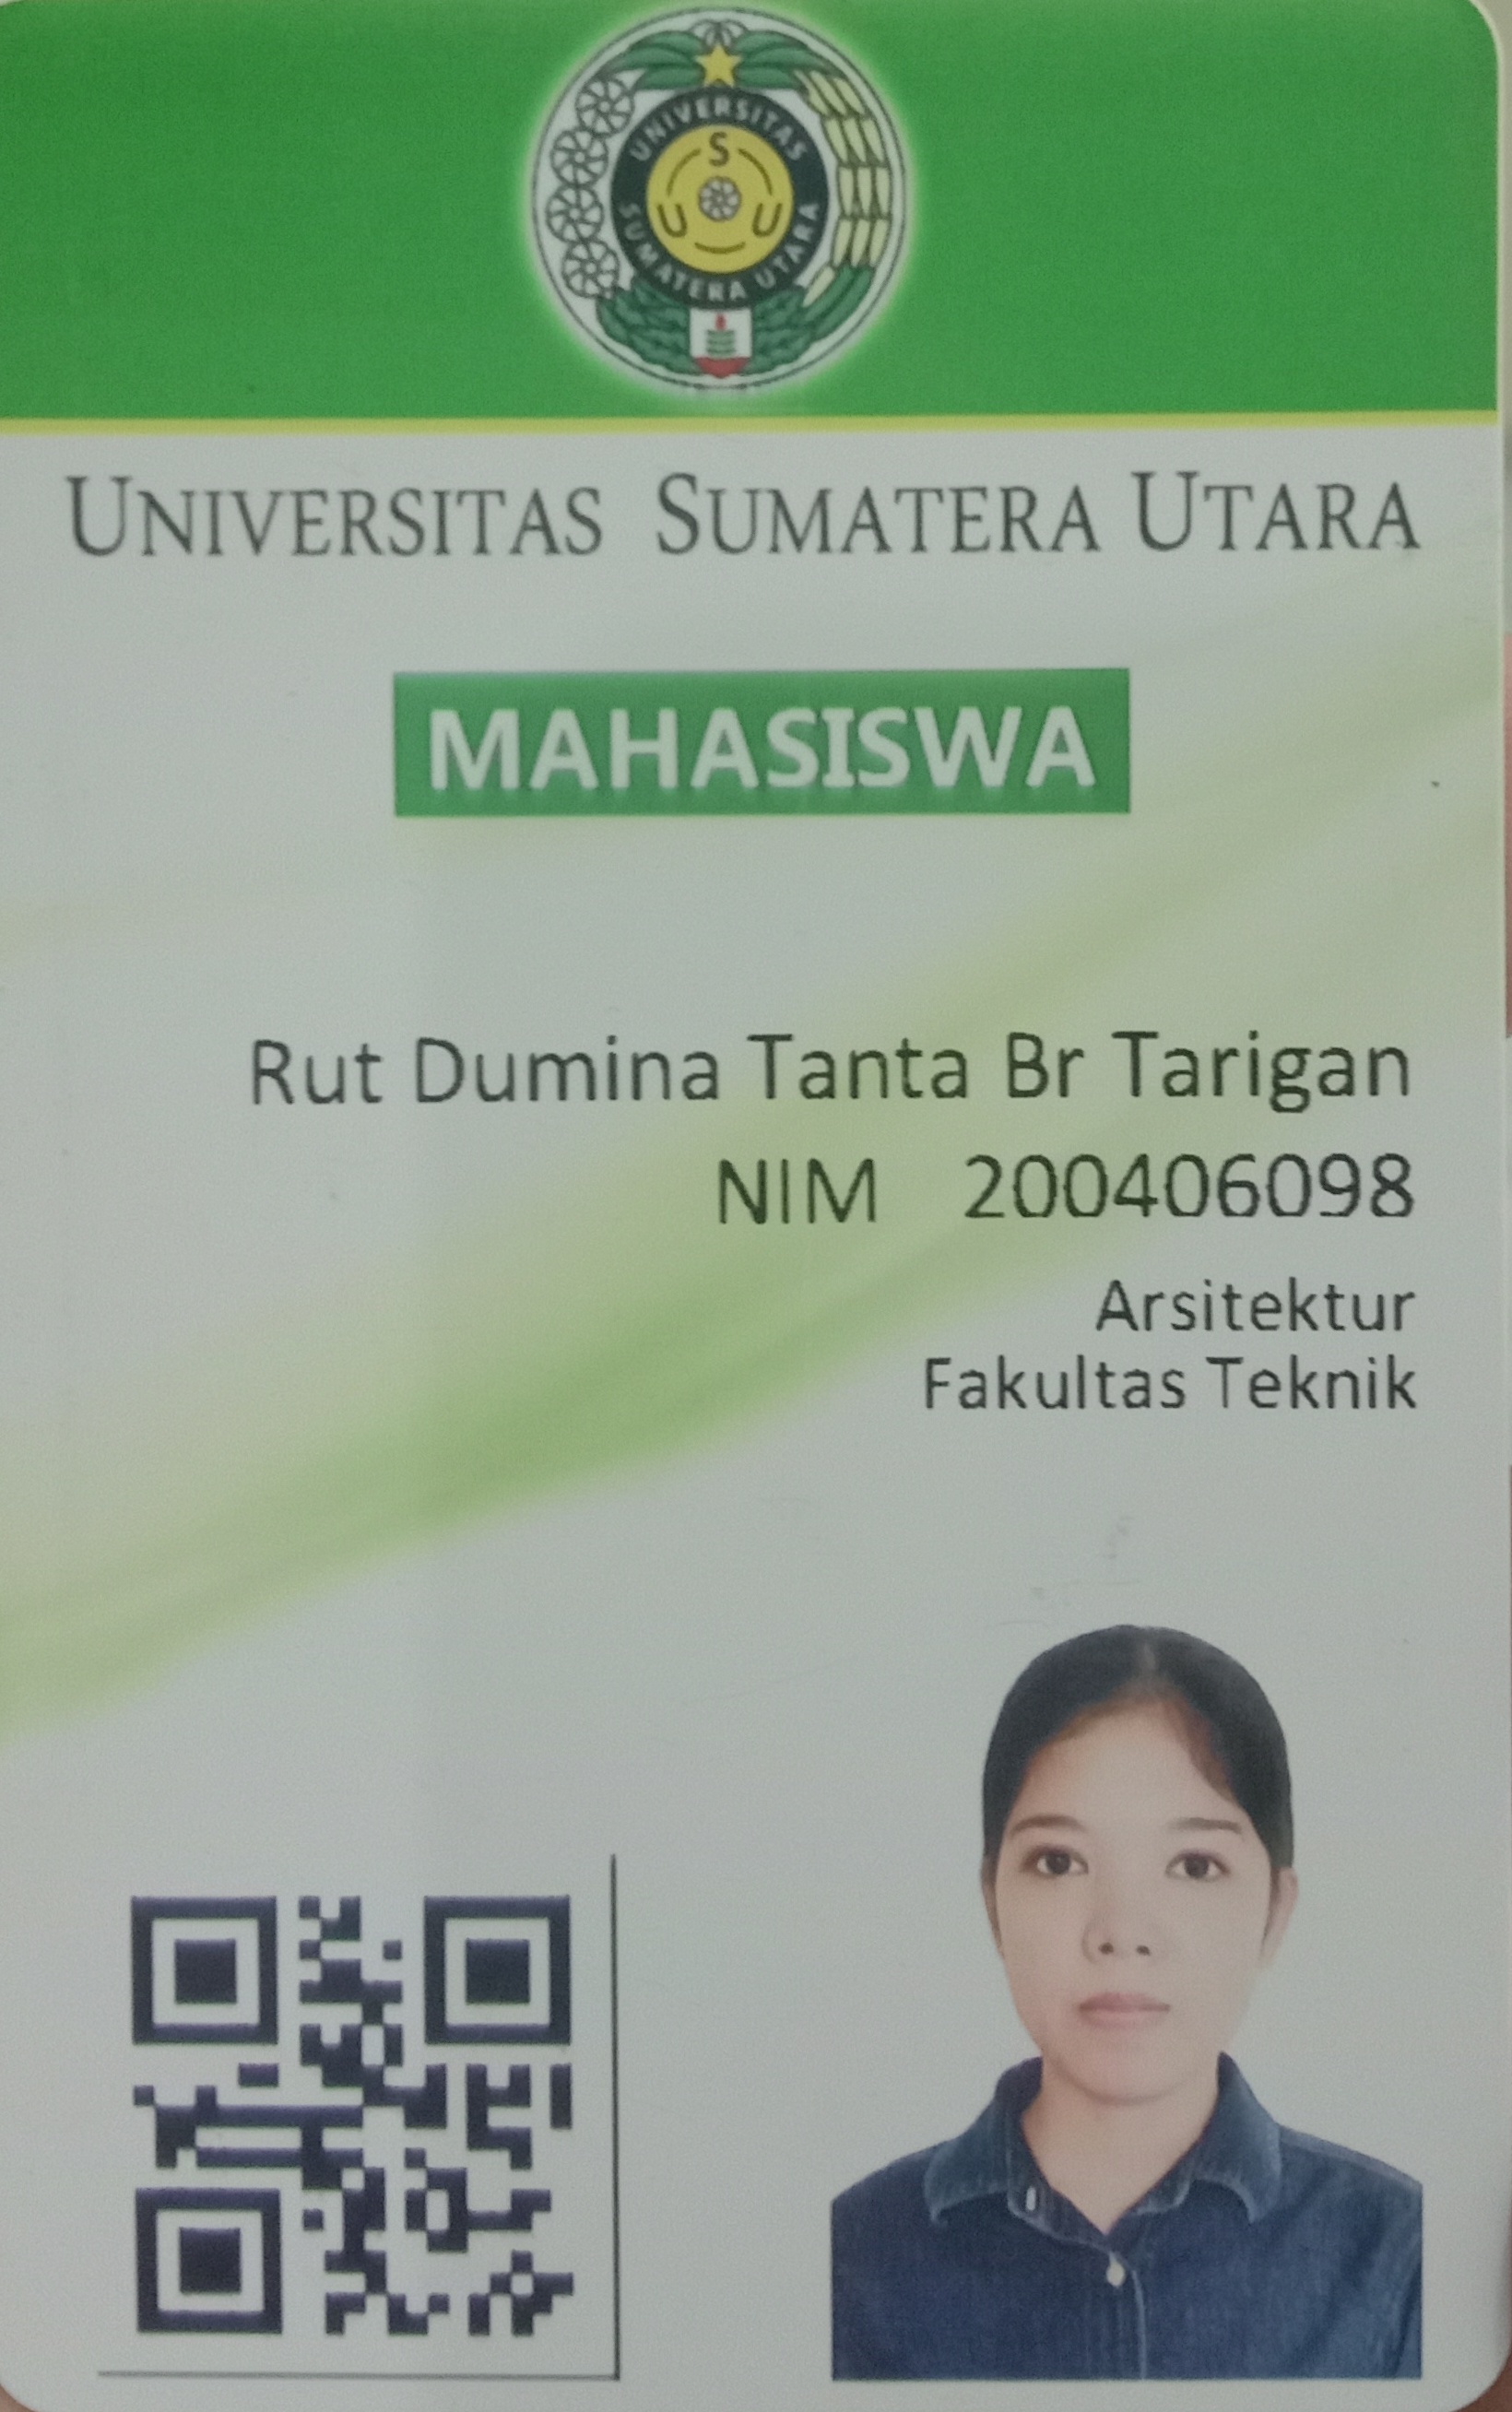 UNIVERSITAS
SUMATERA UTARA
S
U U
UNIVERSITAS SUMATERA UTARA
MAHASISWA
Rut Dumina Tanta Br Tarigan
NIM 200406098
Arsitektur
Fakultas Teknik